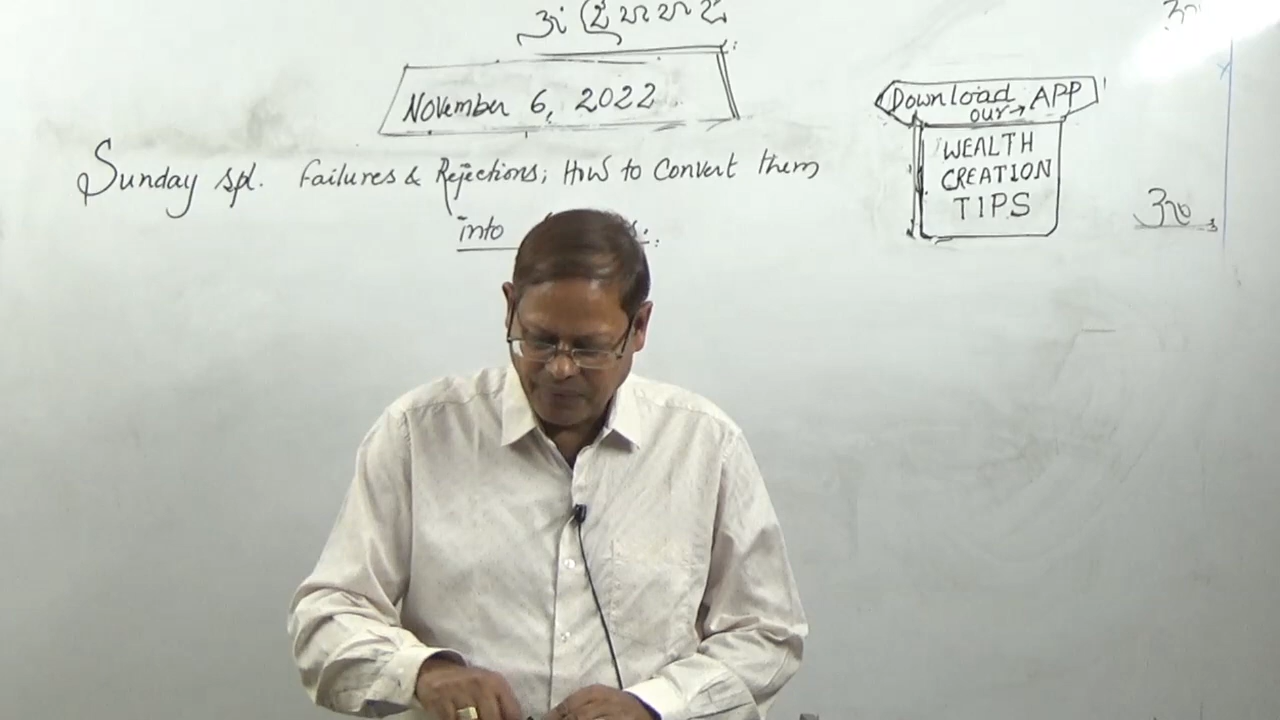 November 6, 2022
Sunday spl. Failures & Rejections; How to Convert them
into
Download
our → APP
WEALTH
CREATION
TIPS